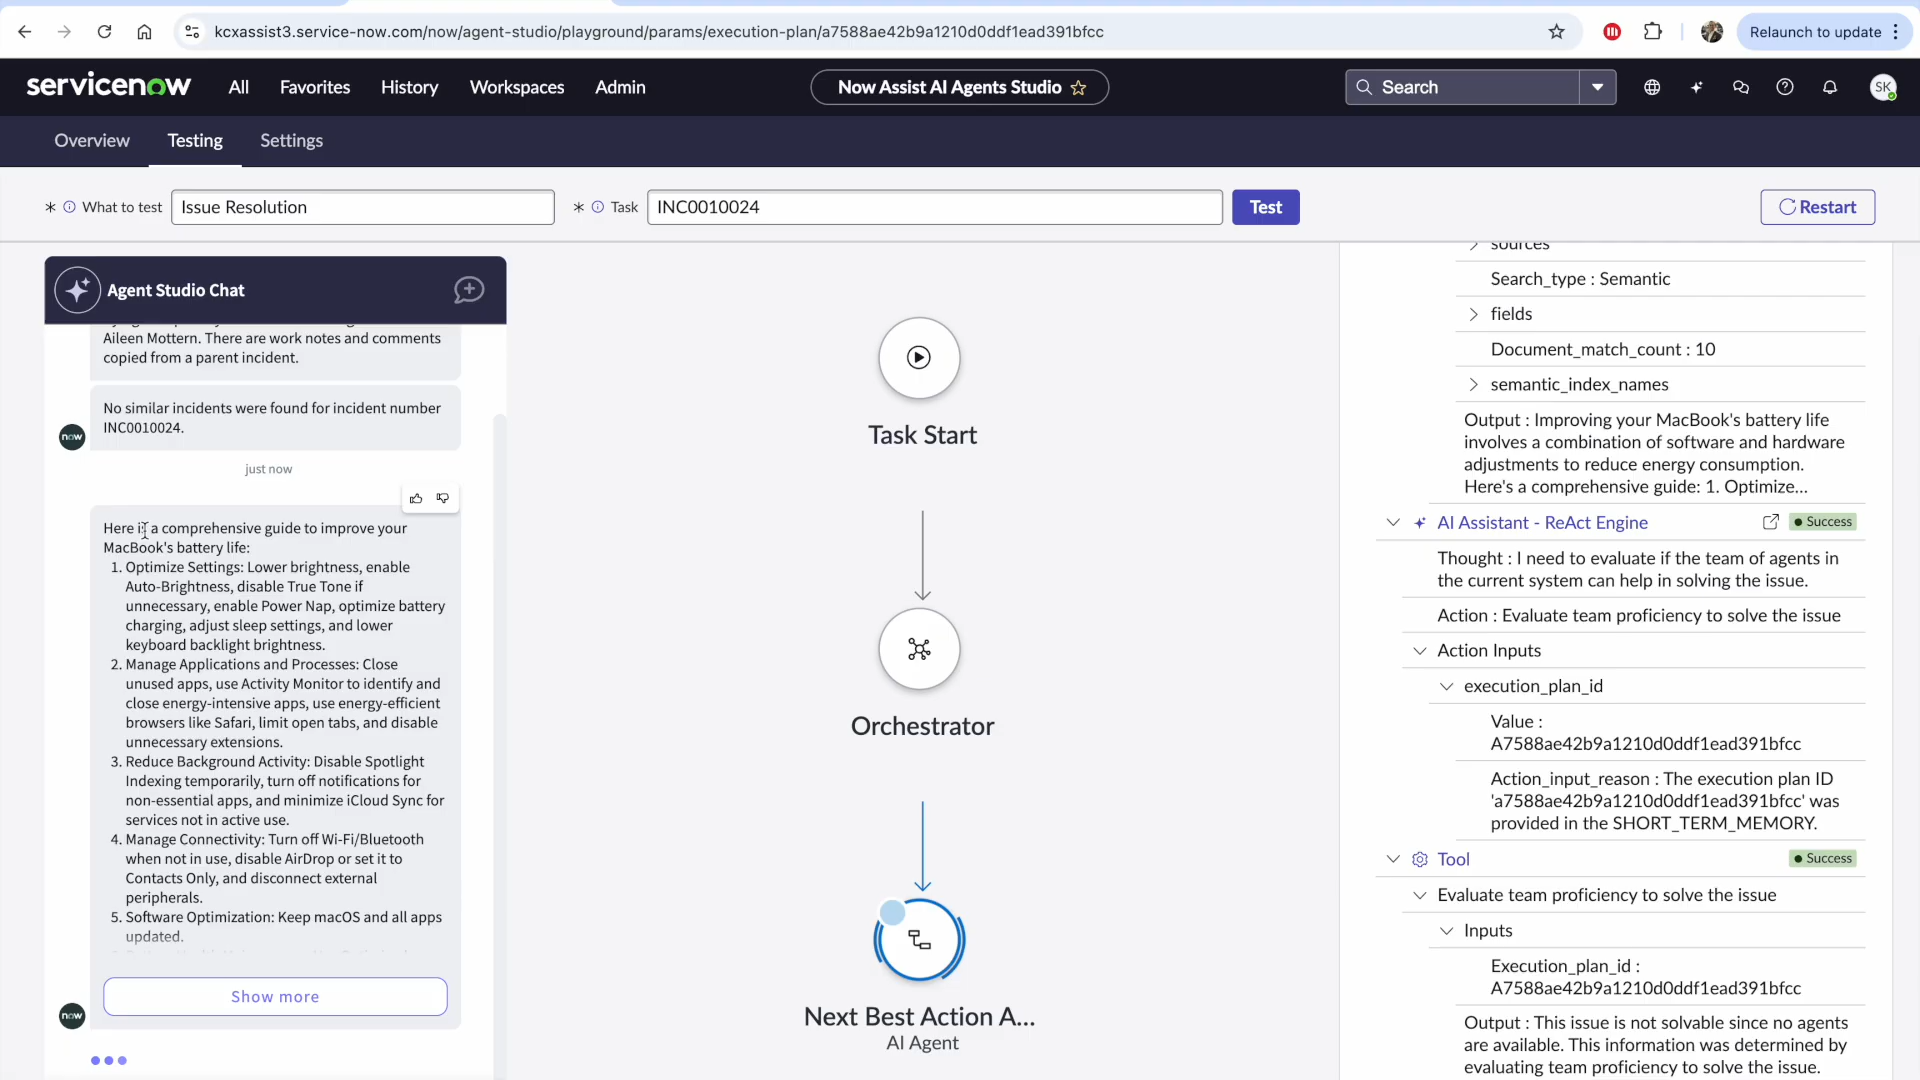 kcxassist3.service-now.com/now/agent-studio/playground/params/execution-plan/a7588ae42b9a1210d0ddf1ead391bfcc
Relaunch to update
servicenow
All
Favorites
History
Workspaces
Admin
Now Assist AI Agents Studio
Search
SK
Overview
Testing
Settings
* What to test
Issue Resolution
* Task
INC0010024
Test
Restart
Agent Studio Chat
Aileen Mottern. There are work notes and comments
copied from a parent incident.
No similar incidents were found for incident number
INC0010024.
now
just now
Here is a comprehensive guide to improve your
MacBook's battery life:
1. Optimize Settings: Lower brightness, enable
Auto-Brightness, disable True Tone if
unnecessary, enable Power Nap, optimize battery
charging, adjust sleep settings, and lower
keyboard backlight brightness.
2. Manage Applications and Processes: Close
unused apps, use Activity Monitor to identify and
close energy-intensive apps, use energy-efficient
browsers like Safari, limit open tabs, and disable
unnecessary extensions.
3. Reduce Background Activity: Disable Spotlight
Indexing temporarily, turn off notifications for
non-essential apps, and minimize iCloud Sync for
services not in active use.
4. Manage Connectivity: Turn off Wi-Fi/Bluetooth
when not in use, disable AirDrop or set it to
Contacts Only, and disconnect external
peripherals.
5. Software Optimization: Keep macOS and all apps
updated.
Show more
now
Task Start
Orchestrator
Next Best Action A...
AI Agent
sources
Search_type : Semantic
fields
Document_match_count : 10
semantic_index_names
Output : Improving your MacBook's battery life
involves a combination of software and hardware
adjustments to reduce energy consumption.
Here's a comprehensive guide: 1. Optimize...
AI Assistant - ReAct Engine
Success
Thought : I need to evaluate if the team of agents in
the current system can help in solving the issue.
Action : Evaluate team proficiency to solve the issue
Action Inputs
execution_plan_id
Value :
A7588ae42b9a1210d0ddf1ead391bfcc
Action_input_reason : The execution plan ID
'a7588ae42b9a1210d0ddf1ead391bfcc' was
provided in the SHORT_TERM_MEMORY.
Tool
Success
Evaluate team proficiency to solve the issue
Inputs
Execution_plan_id :
A7588ae42b9a1210d0ddf1ead391bfcc
Output : This issue is not solvable since no agents
are available. This information was determined by
evaluating team proficiency to solve the issue.